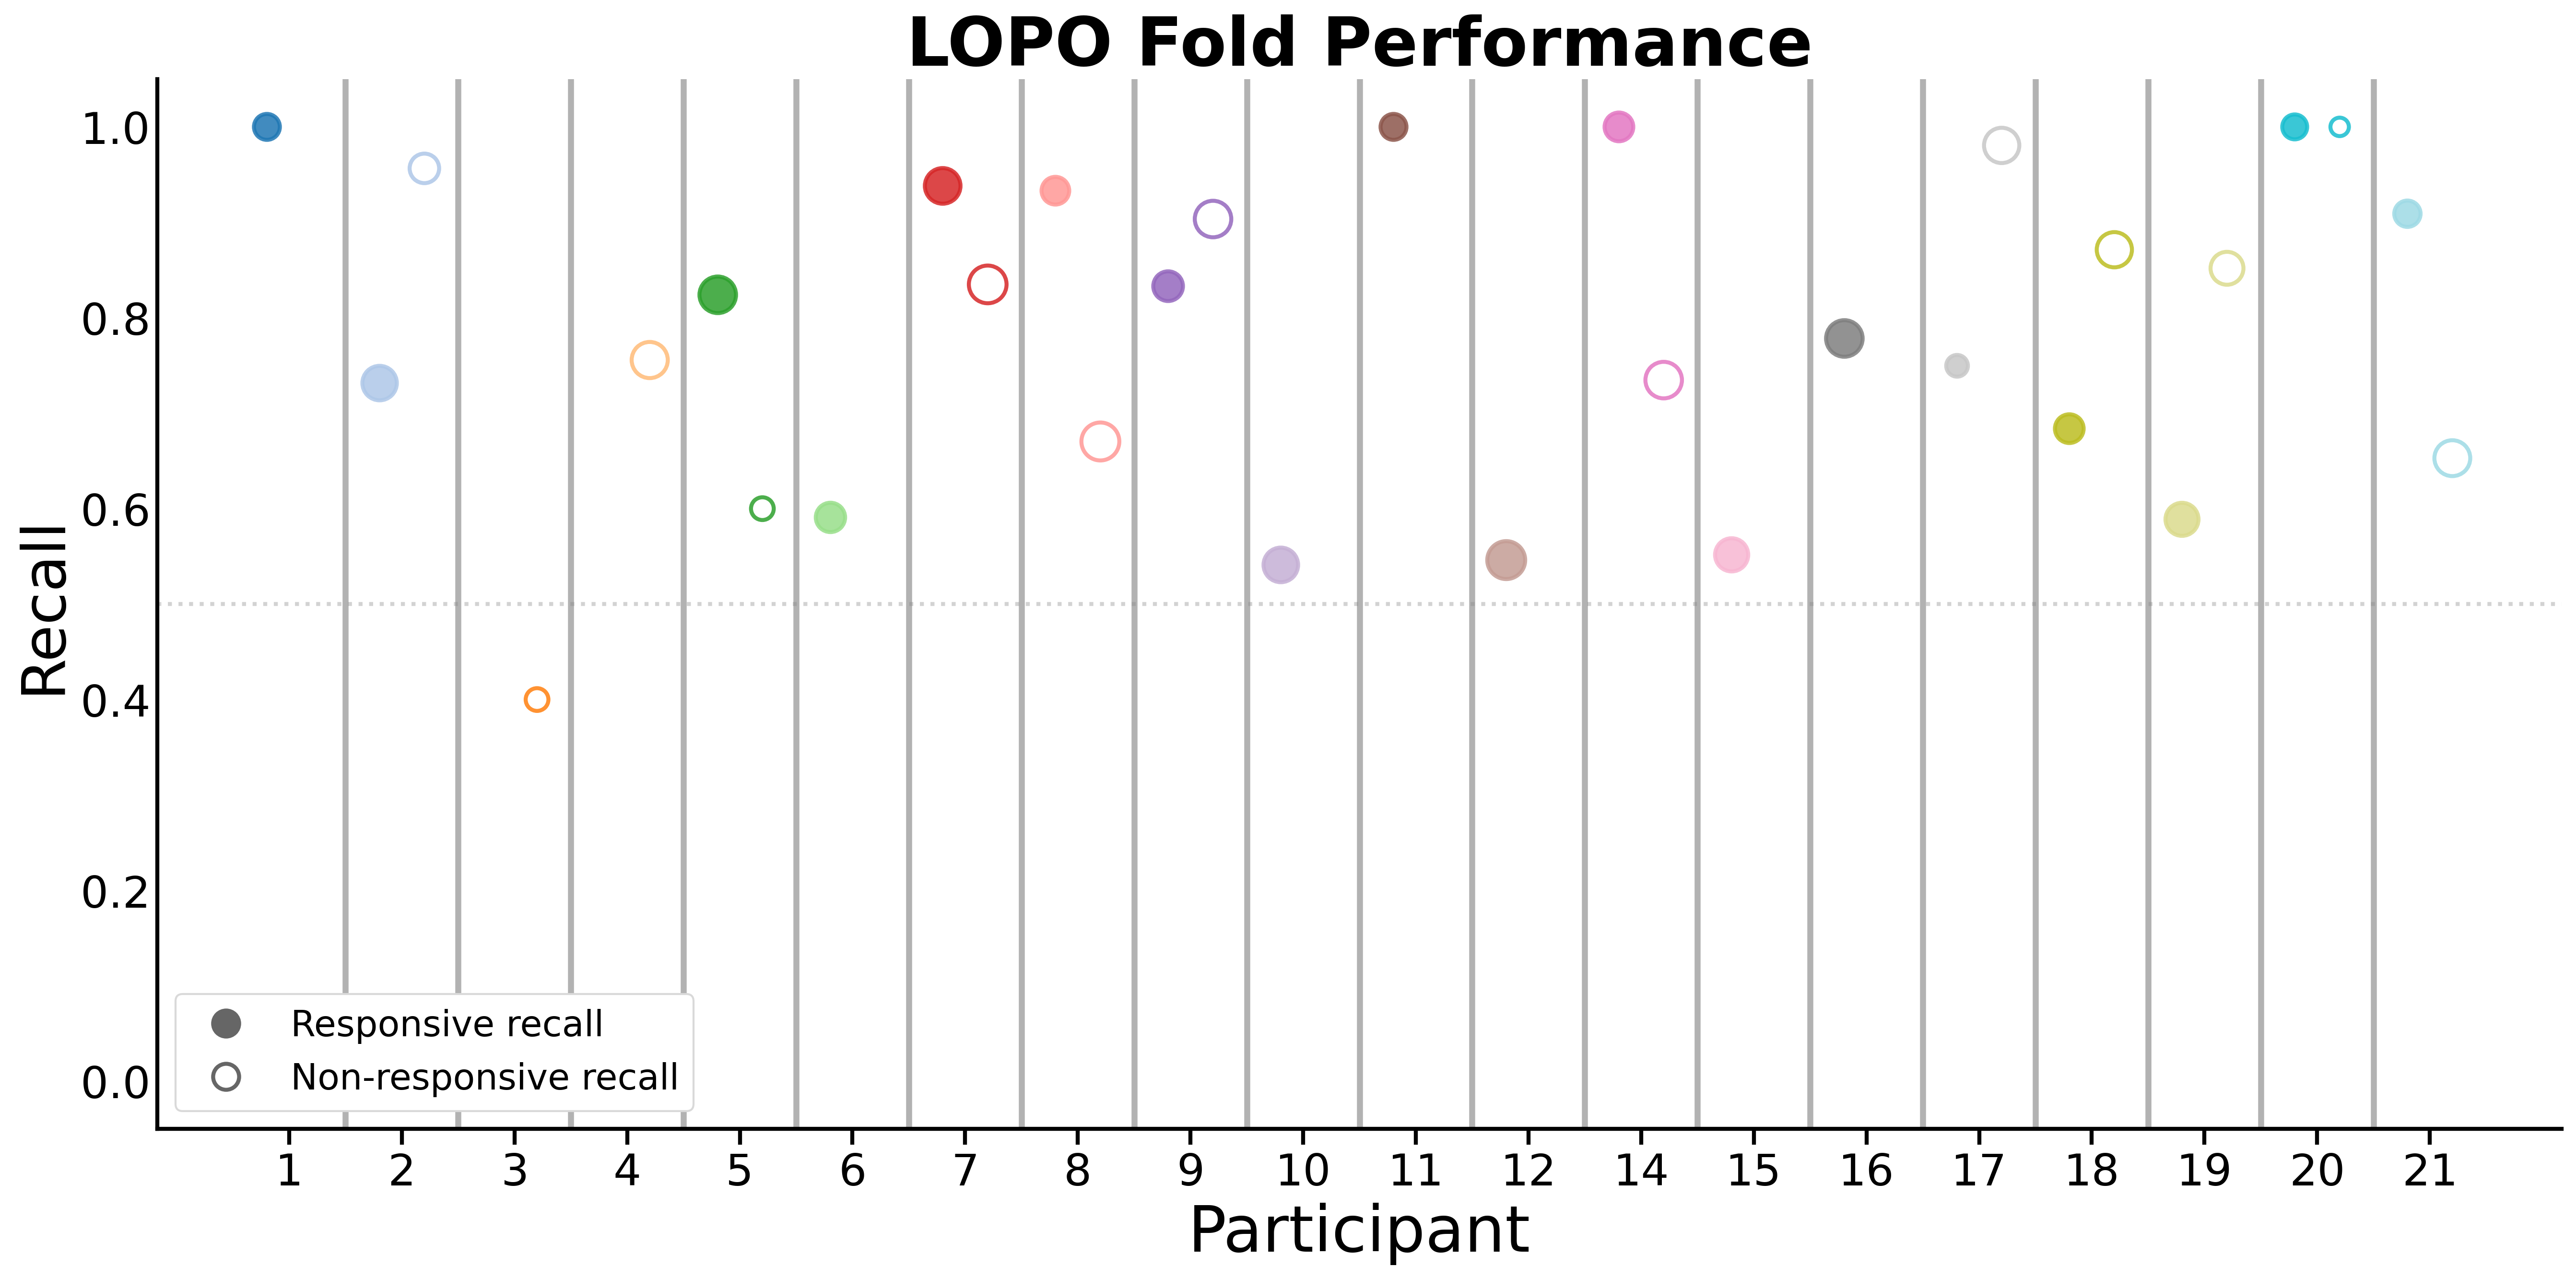 LOPO Fold Performance
Recall
1.0
0.8
0.6
0.4
0.2
0.0
Responsive recall
Non-responsive recall
1 2 3 4 5 6 7 8 9 10 11 12 14 15 16 17 18 19 20 21
Participant